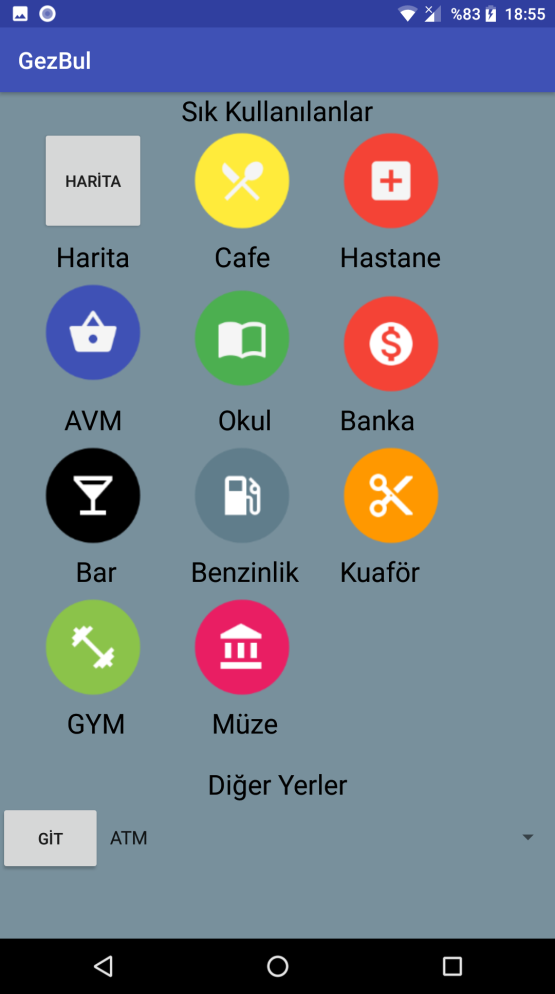 %83 18:55
GezBul
Sık Kullanılanlar
HARİTA
Harita Cafe Hastane
AVM Okul Banka
Bar Benzinlik Kuaför
GYM Müze
Diğer Yerler
GİT ATM